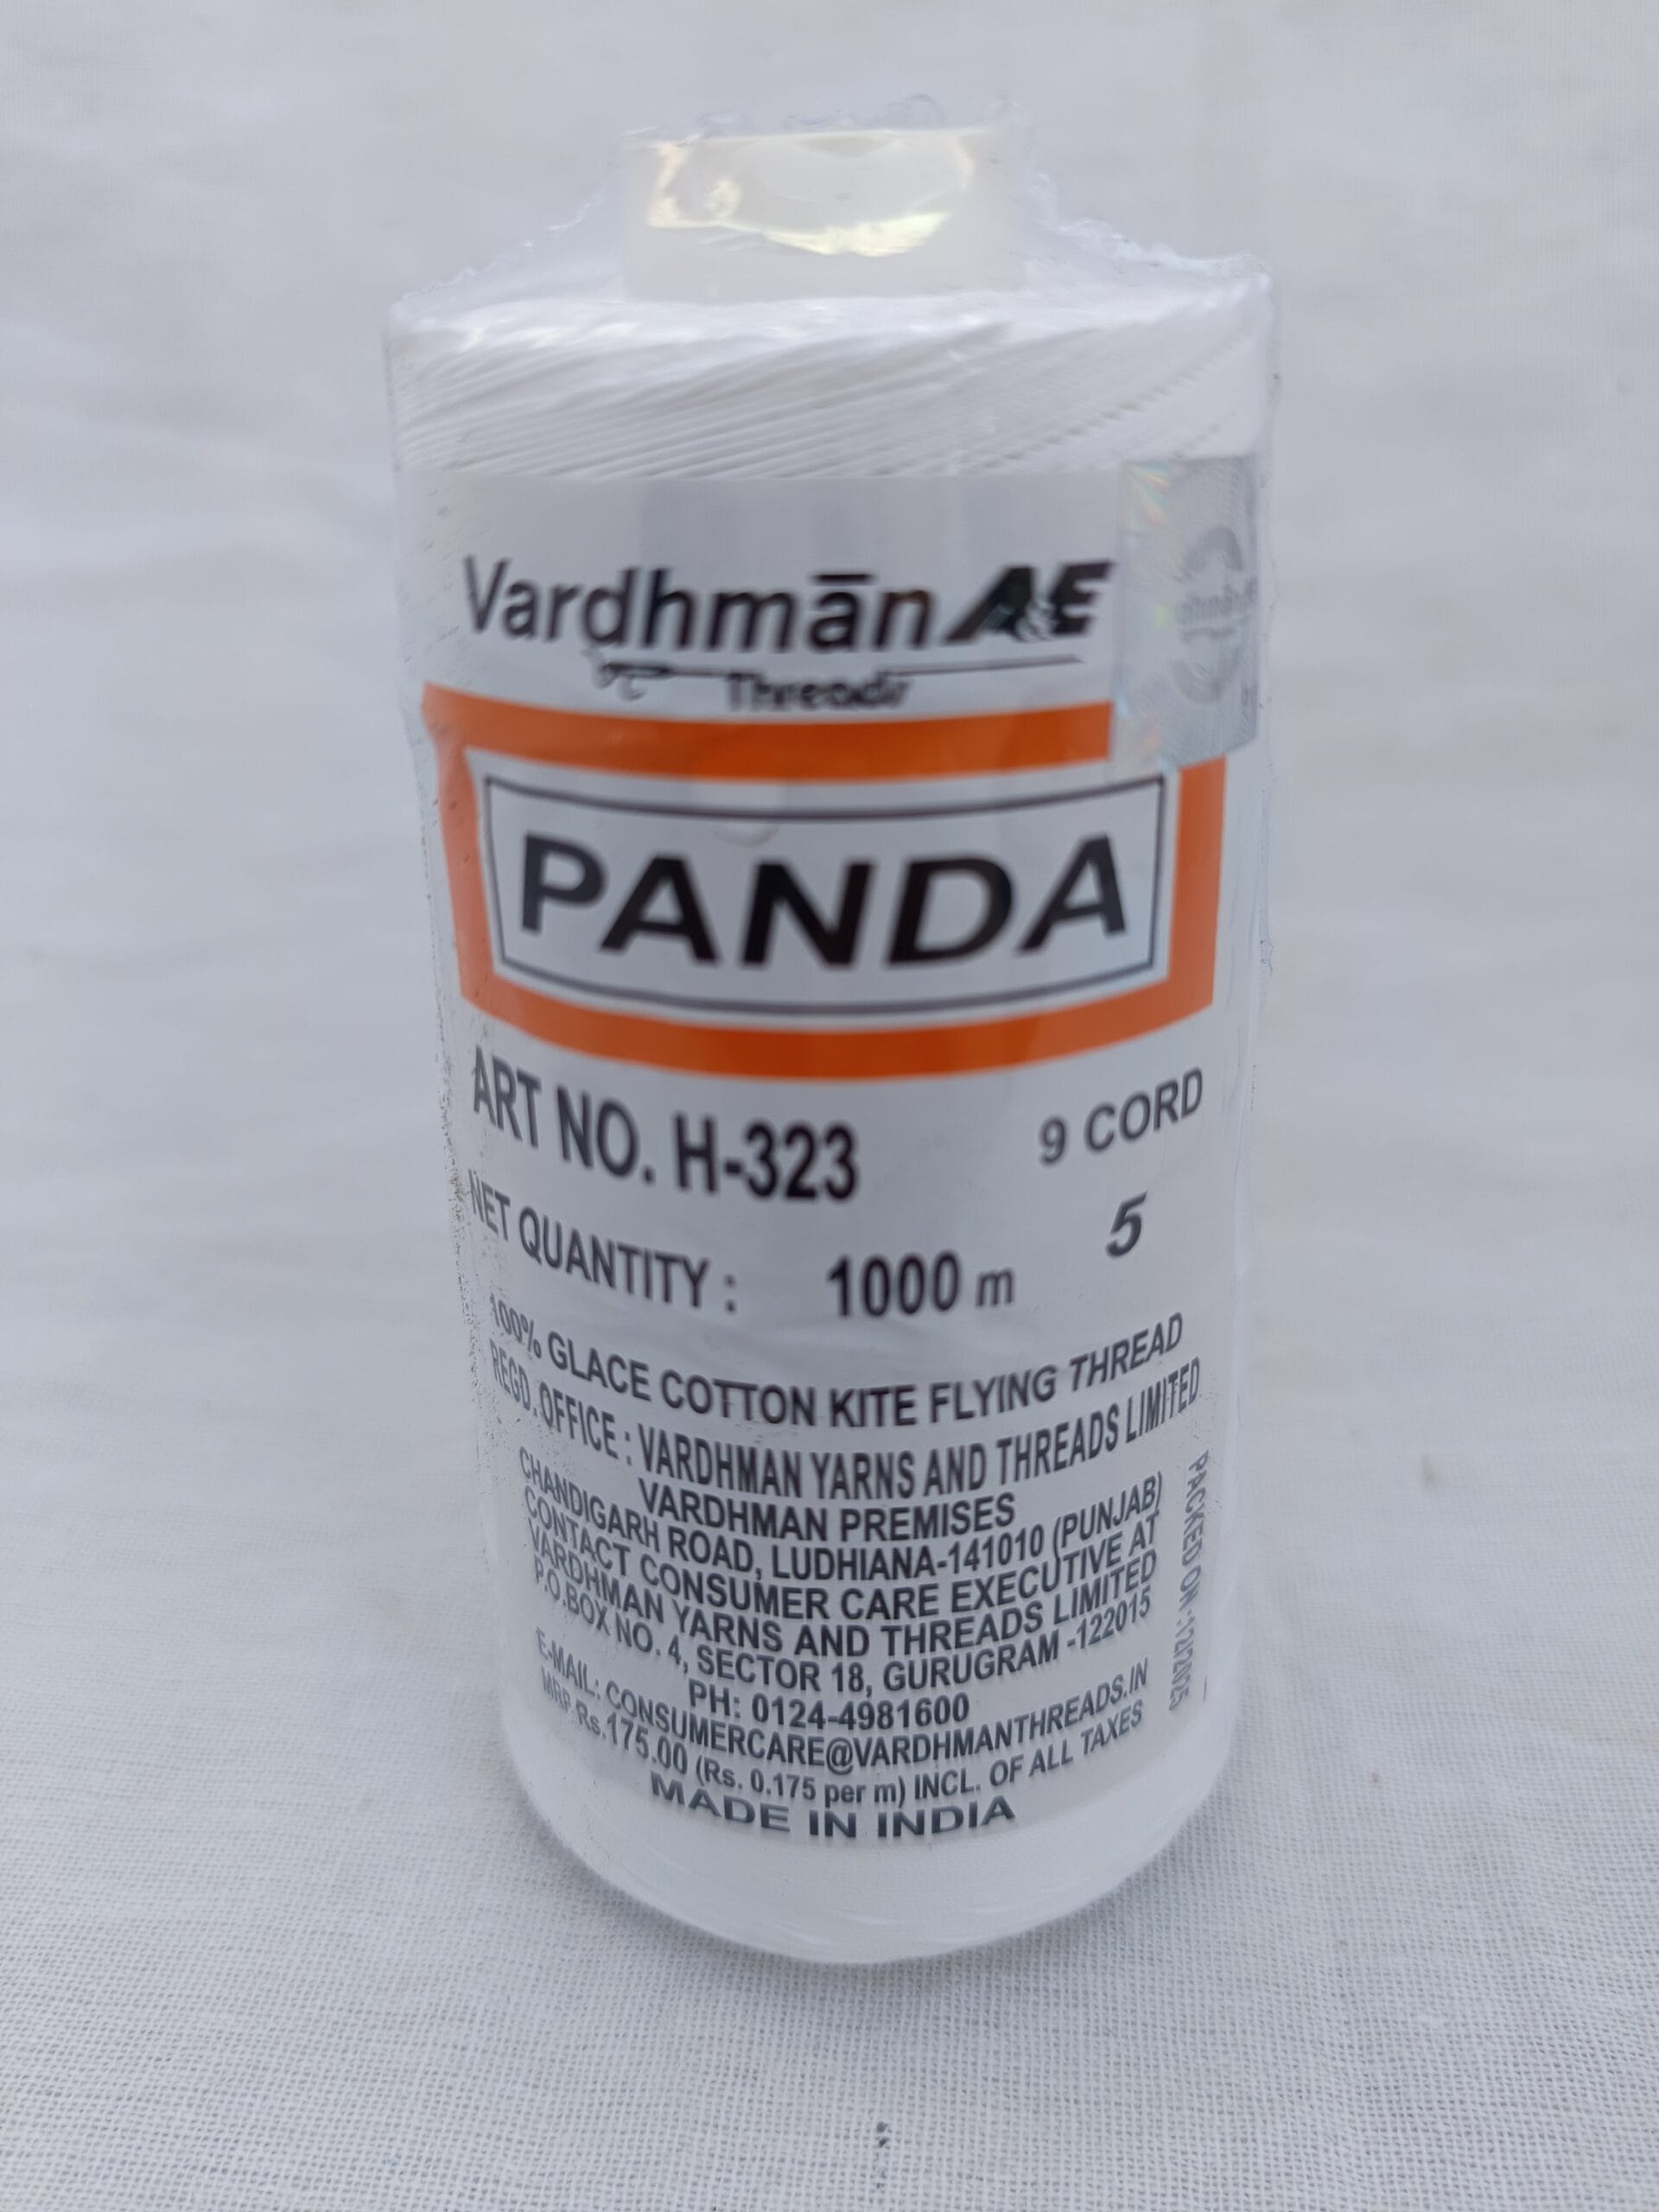 Vardhmān A&E
Threads
PANDA
ART NO. H-323
9 CORD
NET QUANTITY : 1000 m
5
100% GLACE COTTON KITE FLYING THREAD
REGD. OFFICE : VARDHMAN YARNS AND THREADS LIMITED
VARDHMAN PREMISES
CHANDIGARH ROAD, LUDHIANA-141010 (PUNJAB)
CONTACT CONSUMER CARE EXECUTIVE AT
VARDHMAN YARNS AND THREADS LIMITED
P.O.BOX NO. 4, SECTOR 18, GURUGRAM -122015
PH: 0124-4981600
E-MAIL: CONSUMERCARE@VARDHMANTHREADS.IN
MRP Rs.175.00 (Rs. 0.175 per m) INCL. OF ALL TAXES
MADE IN INDIA
PACKED ON -12/2025